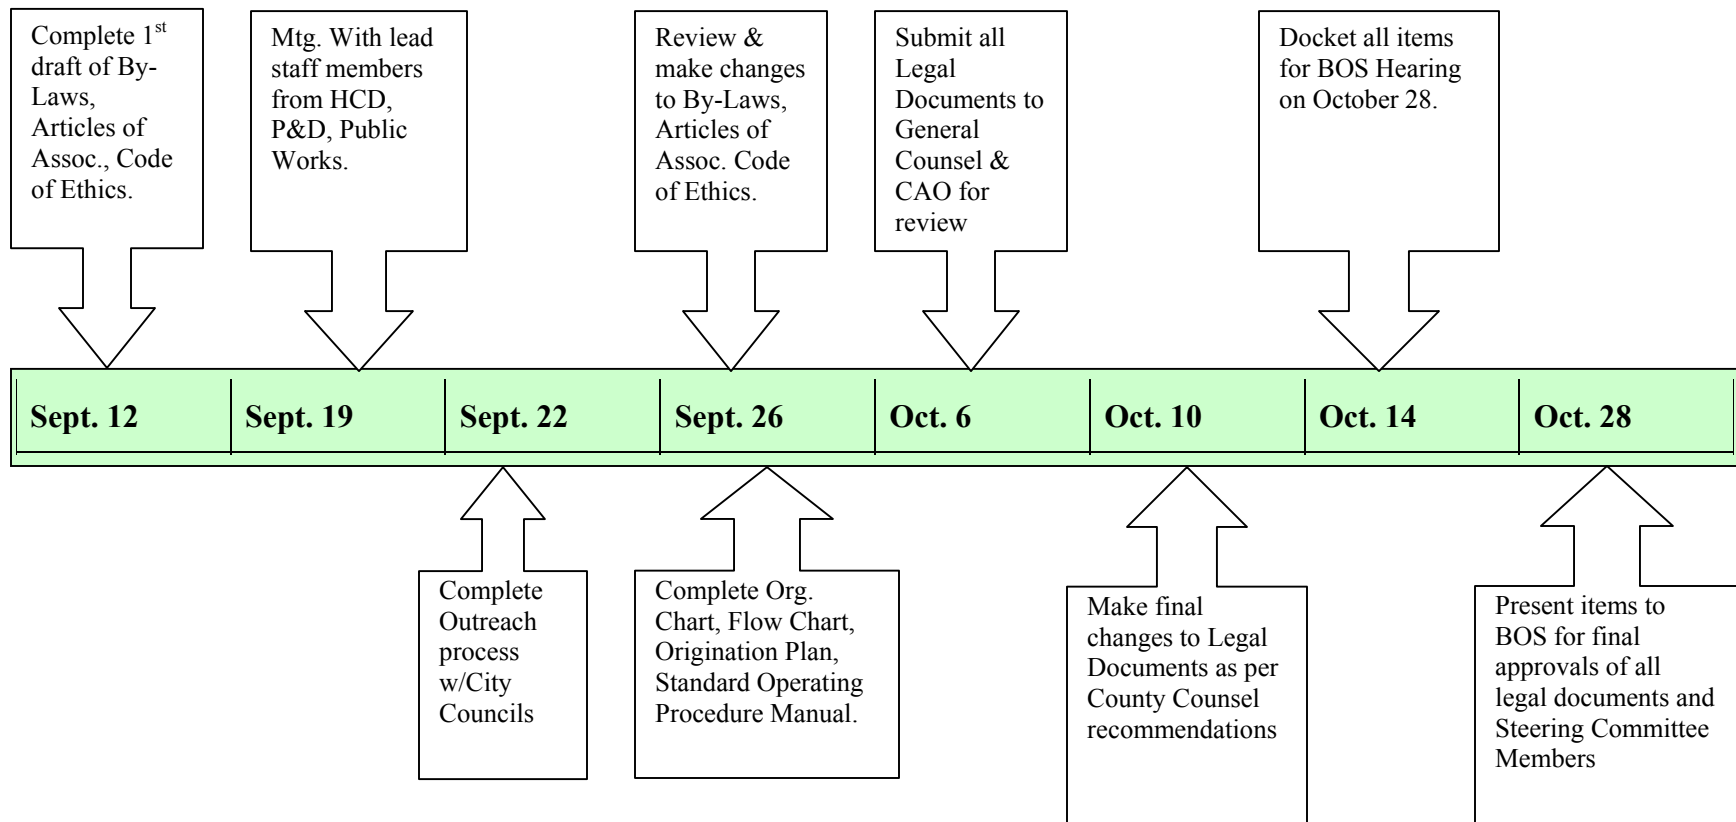 Complete 1st
draft of By-
Laws,
Articles of
Assoc., Code
of Ethics.
Mtg. With lead
staff members
from HCD,
P&D, Public
Works.
Review &
make changes
to By-Laws,
Articles of
Assoc. Code
of Ethics.
Submit all
Legal
Documents to
General
Counsel &
CAO for
review
Docket all items
for BOS Hearing
on October 28.
Sept. 12
Sept. 19
Sept. 22
Sept. 26
Oct. 6
Oct. 10
Oct. 14
Oct. 28
Complete
Outreach
process
w/City
Councils
Complete Org.
Chart, Flow Chart,
Origination Plan,
Standard Operating
Procedure Manual.
Make final
changes to Legal
Documents as per
County Counsel
recommendations
Present items to
BOS for final
approvals of all
legal documents and
Steering Committee
Members